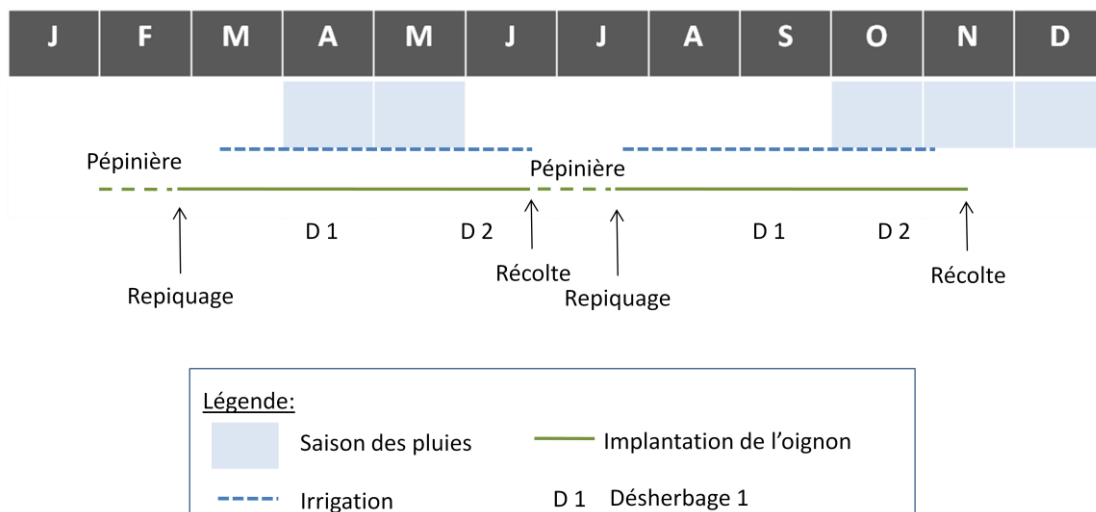 J F M A M J J A S O N D
Pépinière Pépinière
D 1 D 2 D 1 D 2
Récolte Récolte
Repiquage Repiquage
Légende:
Saison des pluies Implantation de l'oignon
Irrigation D 1 Désherbage 1